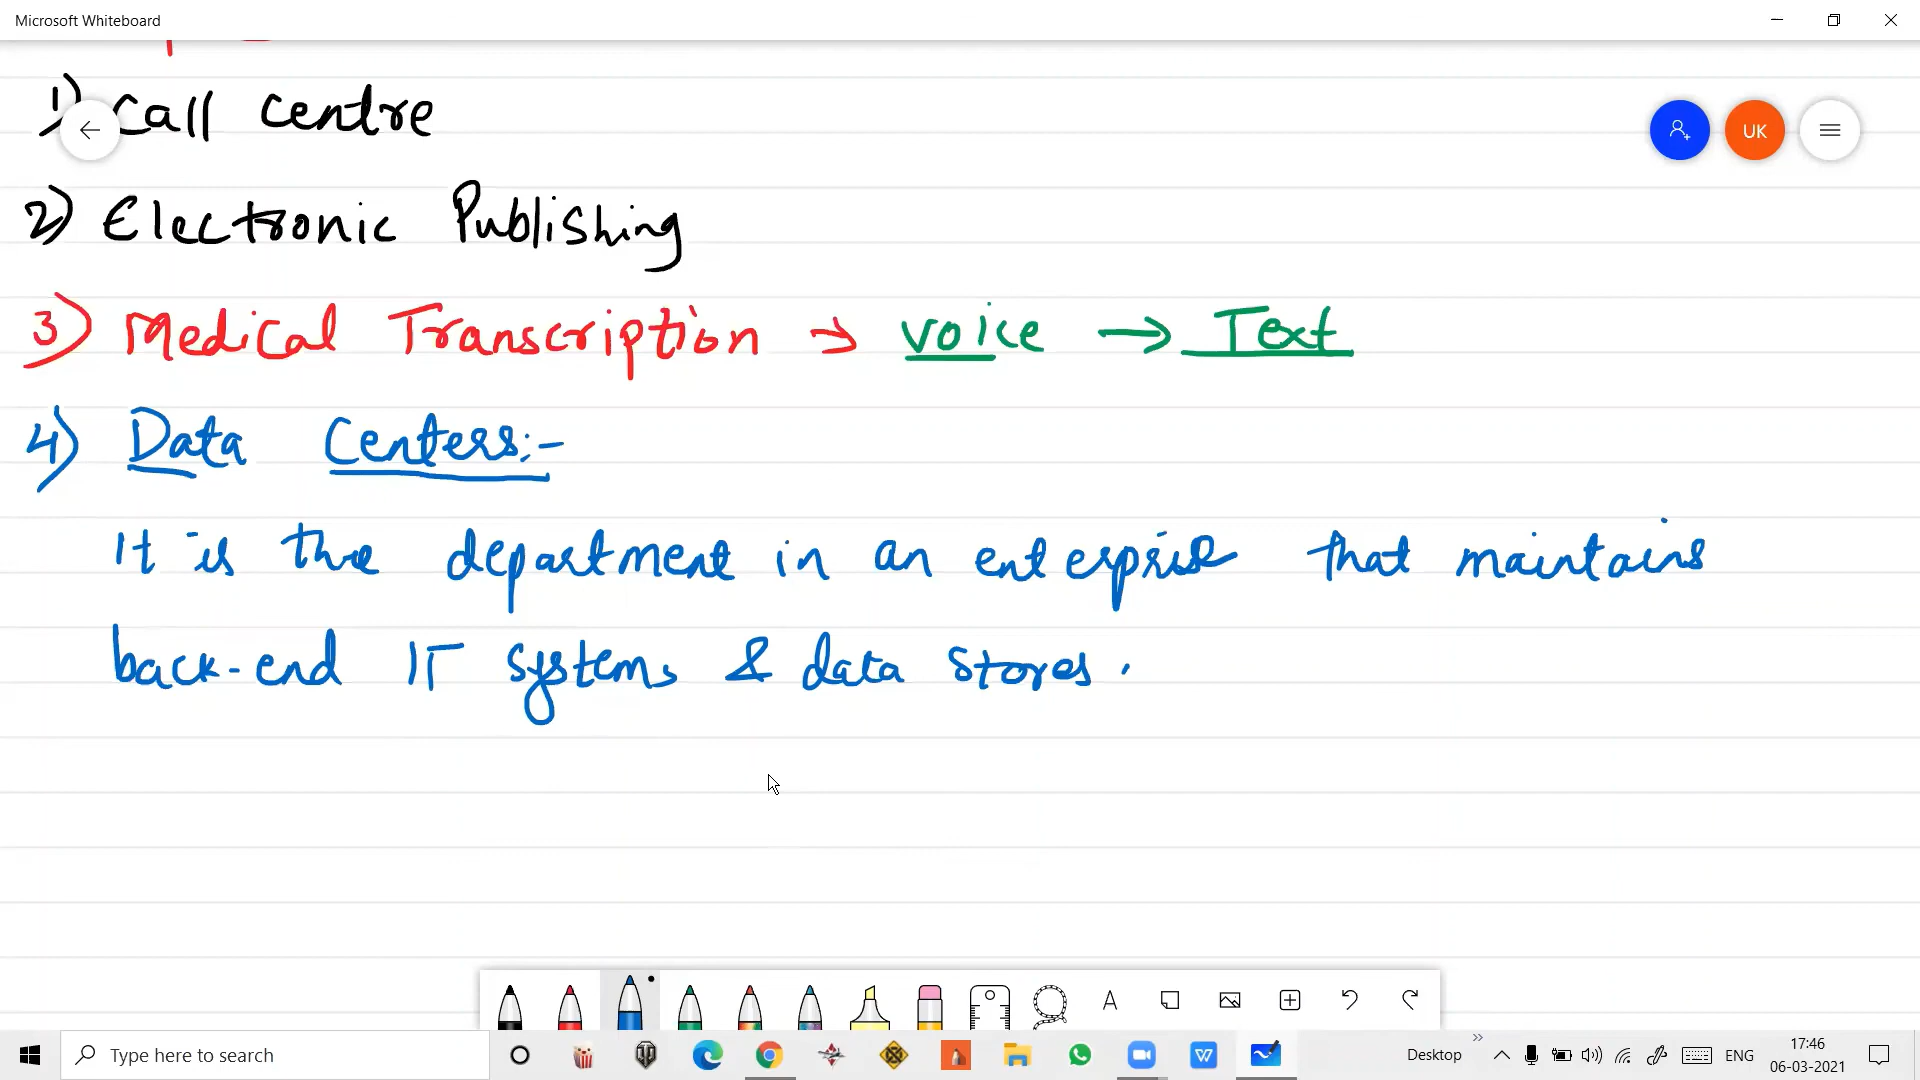 Microsoft Whiteboard
1) Call Centre
UK
2) Electronic Publishing
3) Medical Transcription → voice → Text
4) Data Centers:-
It is the department in an enterprise that maintains
back-end IT systems & data stores.
A
Type here to search
W
Desktop
ENG
17:46
06-03-2021